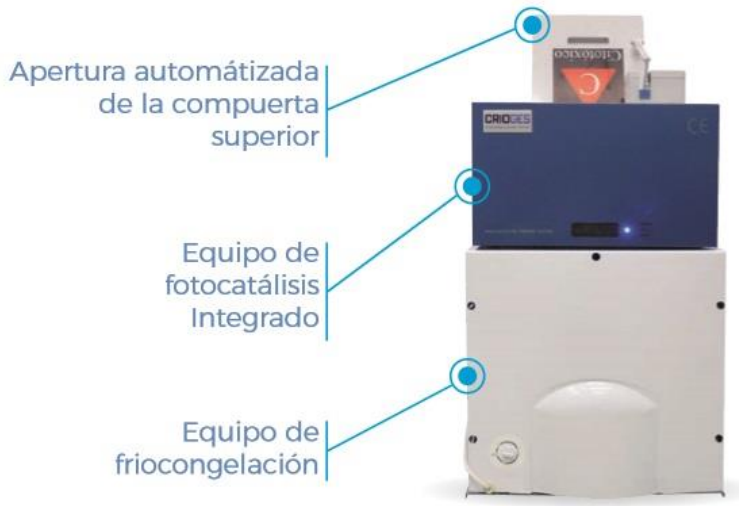 Apertura automátizada
de la compuerta
superior
Citotóxico
C
CRIOGES
CE
Equipo de
fotocatálisis
Integrado
Equipo de
friocongelación